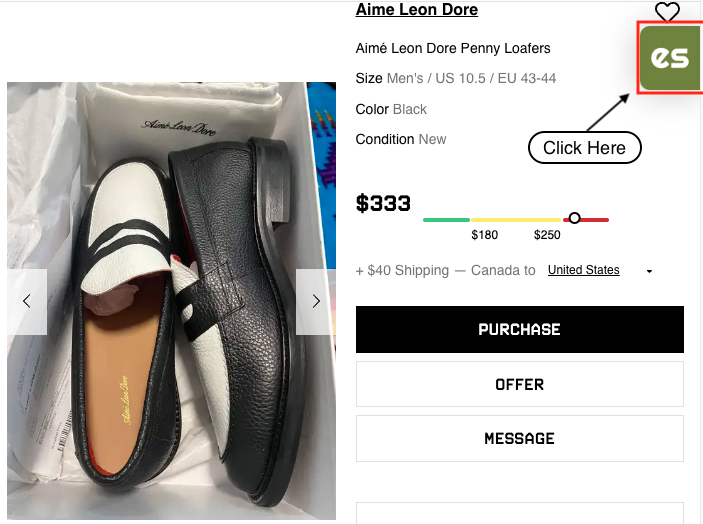 Aime Leon Dore
es
Aimé Leon Dore Penny Loafers
Size Men's / US 10.5 / EU 43-44
Color Black
Condition New
Click Here
$333
$180
$250
+ $40 Shipping — Canada to United States
PURCHASE
OFFER
MESSAGE
Aimé Leon Dore
Aimé Leon Dore